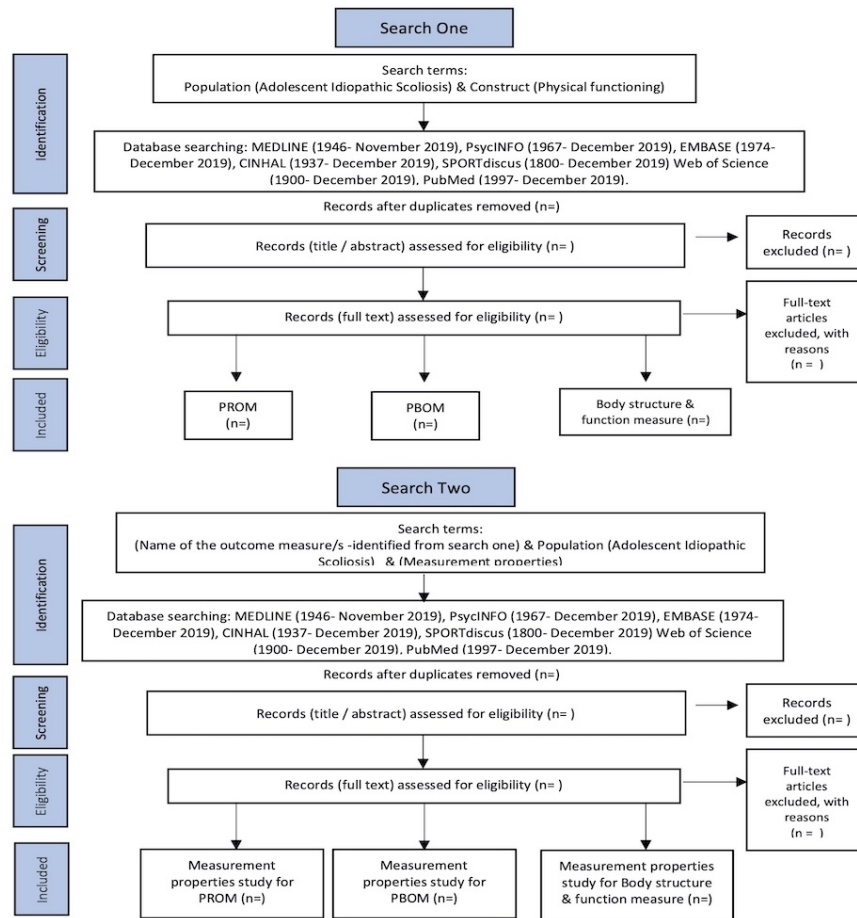 Search One
Identification
Search terms:
Population (Adolescent Idiopathic Scoliosis) & Construct (Physical functioning)
Database searching: MEDLINE (1946- November 2019), PsycINFO (1967- December 2019), EMBASE (1974-
December 2019), CINHAL (1937- December 2019), SPORTdiscus (1800- December 2019) Web of Science
(1900- December 2019), PubMed (1997- December 2019).
Records after duplicates removed (n=)
Screening
Records (title / abstract) assessed for eligibility (n= )
Records
excluded (n= )
Eligibility
Records (full text) assessed for eligibility (n= )
Full-text
articles
excluded, with
reasons
(n = )
Included
PROM
(n=)
PBOM
(n=)
Body structure &
function measure (n=)
Search Two
Identification
Search terms:
(Name of the outcome measure/s -identified from search one) & Population (Adolescent Idiopathic
Scoliosis) & (Measurement properties)
Database searching: MEDLINE (1946- November 2019), PsycINFO (1967- December 2019), EMBASE (1974-
December 2019), CINHAL (1937- December 2019), SPORTdiscus (1800- December 2019) Web of Science
(1900- December 2019), PubMed (1997- December 2019).
Records after duplicates removed (n=)
Screening
Records (title / abstract) assessed for eligibility (n= )
Records
excluded (n= )
Eligibility
Records (full text) assessed for eligibility (n= )
Full-text
articles
excluded, with
reasons
(n = )
Included
Measurement
properties study for
PROM (n=)
Measurement
properties study for
PBOM (n=)
Measurement properties
study for Body structure
& function measure (n=)